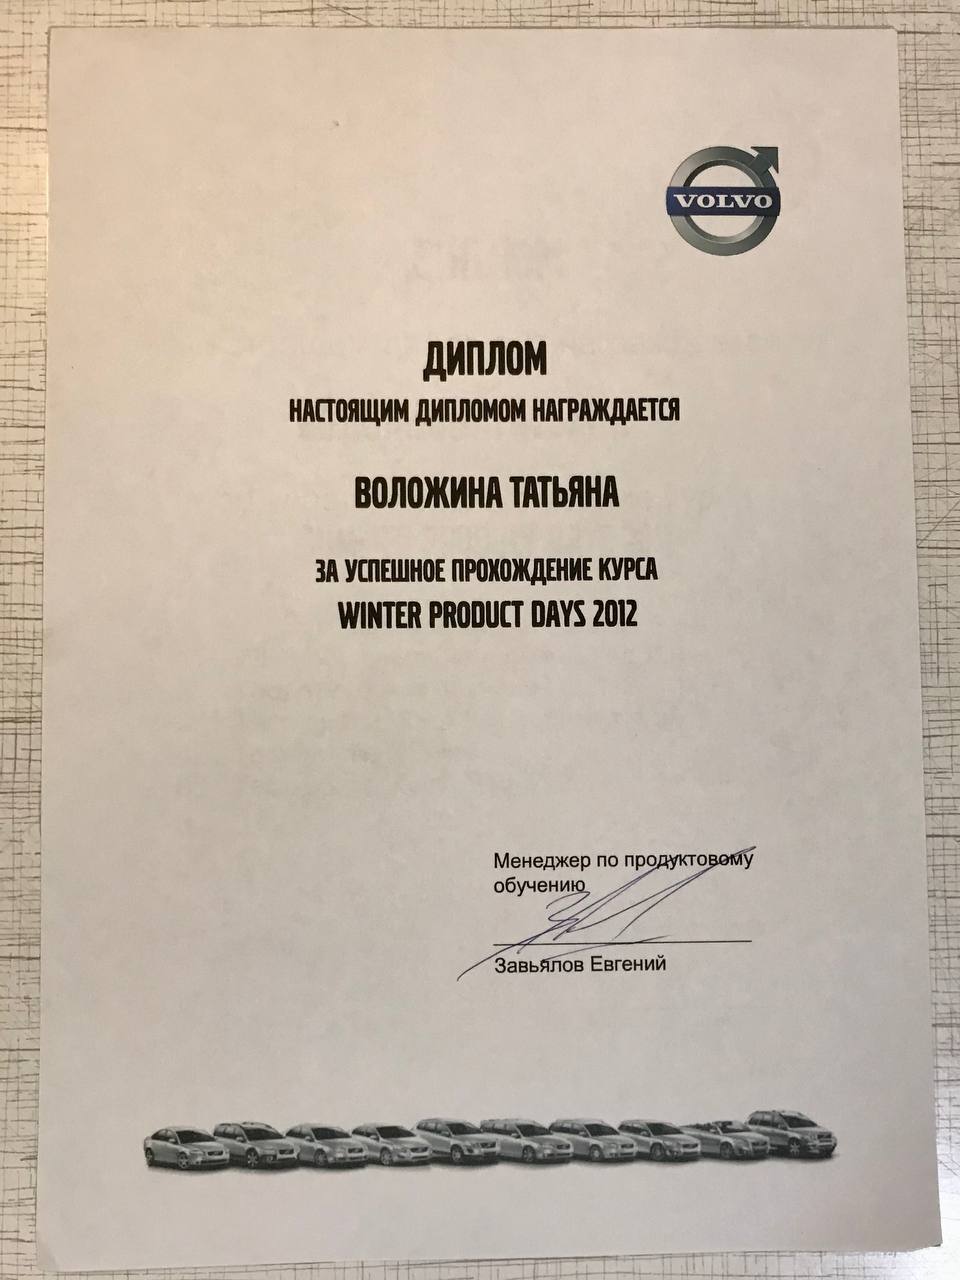 VOLVO
ДИПЛОМ
НАСТОЯЩИМ ДИПЛОМОМ НАГРАЖДАЕТСЯ
ВОЛОЖИНА ТАТЬЯНА
ЗА УСПЕШНОЕ ПРОХОЖДЕНИЕ КУРСА
WINTER PRODUCT DAYS 2012
Менеджер по продуктовому
обучению
Завьялов Евгений